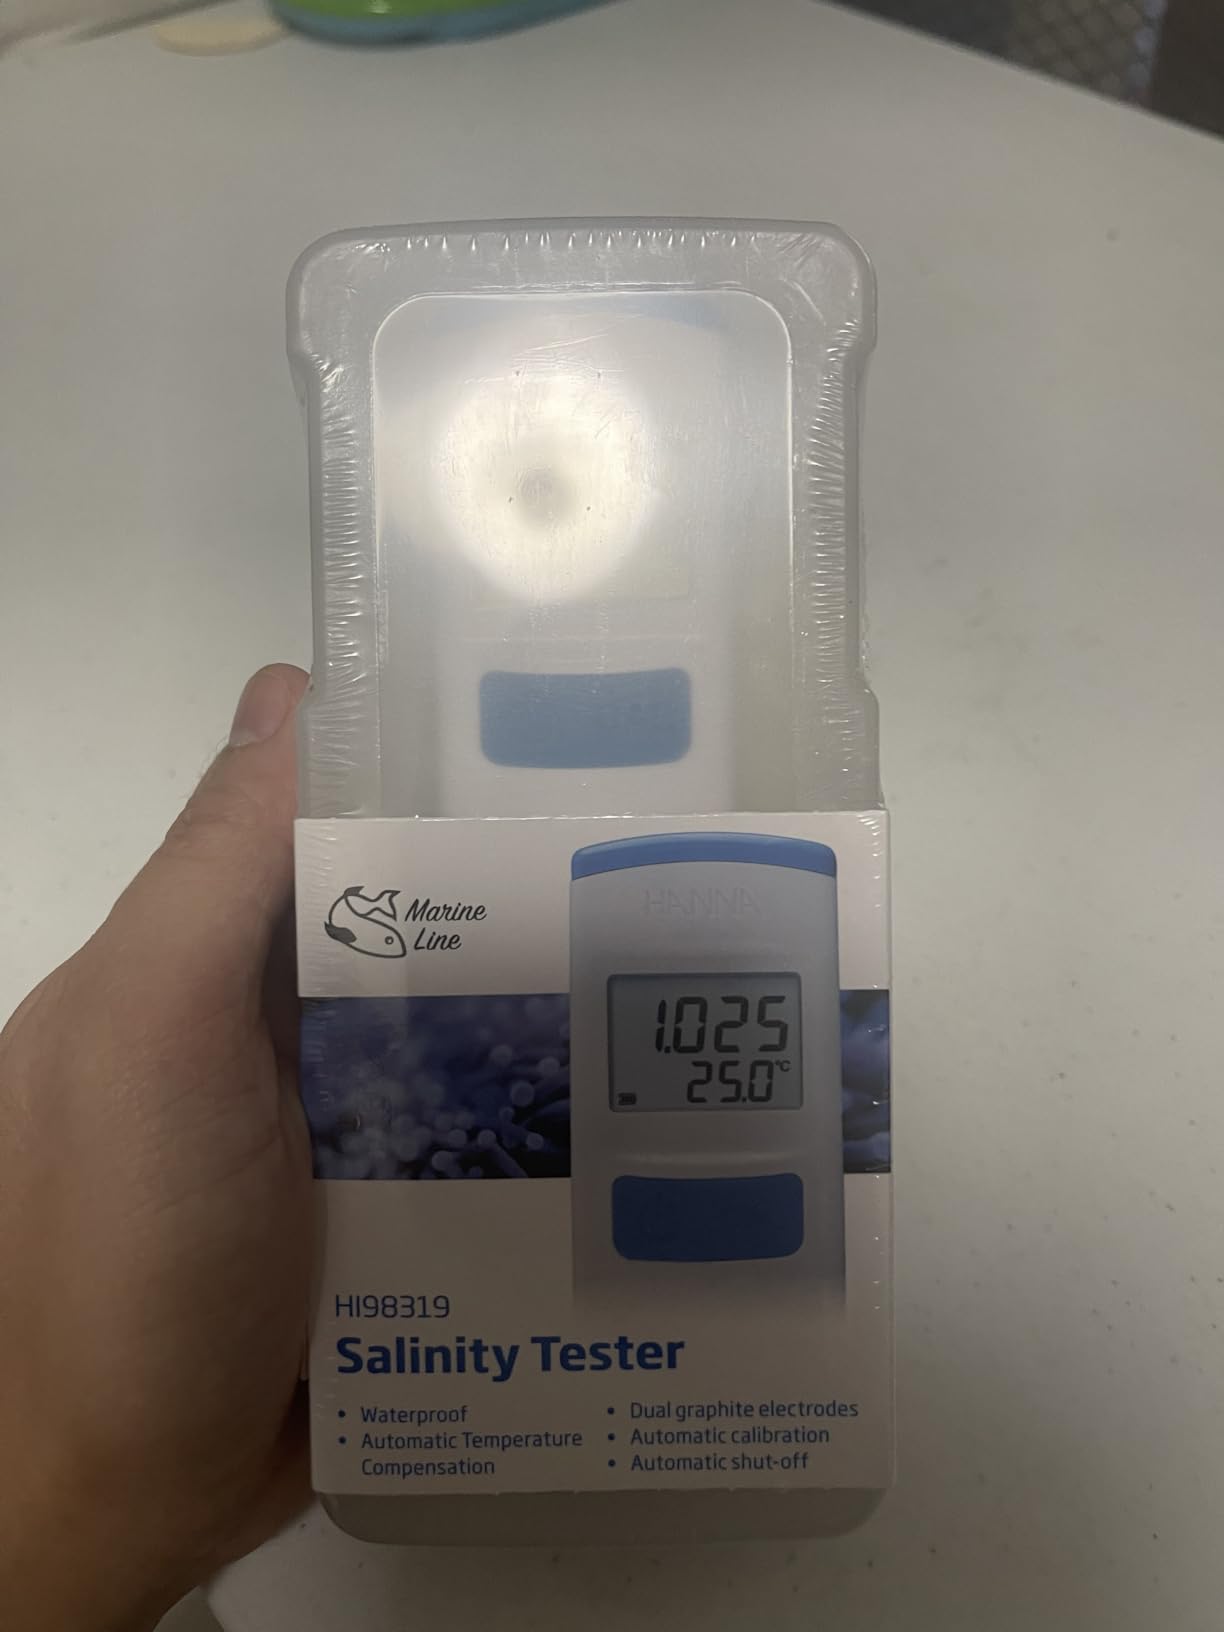 Marine
Line
HANNA
1.025
25.0°C
HI98319
Salinity Tester
• Waterproof
• Automatic Temperature
Compensation
• Dual graphite electrodes
• Automatic calibration
• Automatic shut-off